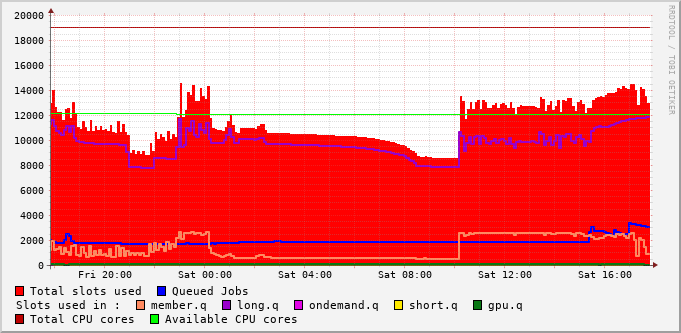 20000
18000
16000
14000
12000
10000
8000
6000
4000
2000
0
Fri 20:00 Sat 00:00 Sat 04:00 Sat 08:00 Sat 12:00 Sat 16:00
RRDTOOL / TOBI OETIKER
Total slots used Queued Jobs
Slots used in : member.q long.q ondemand.q short.q gpu.q
Total CPU cores Available CPU cores